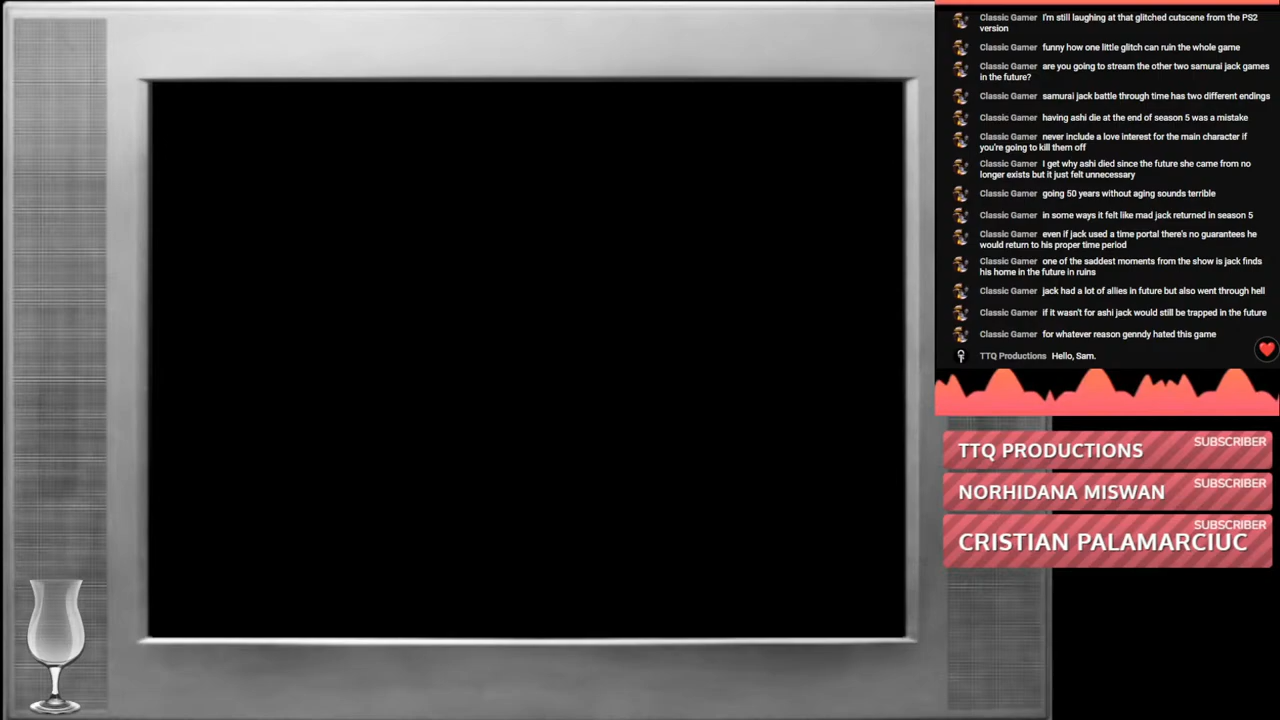 Classic Gamer I'm still laughing at that glitched cutscene from the PS2
version
Classic Gamer funny how one little glitch can ruin the whole game
Classic Gamer are you going to stream the other two samurai jack games
in the future?
Classic Gamer samurai jack battle through time has two different endings
Classic Gamer having ashi die at the end of season 5 was a mistake
Classic Gamer never include a love interest for the main character if
you're going to kill them off
Classic Gamer I get why ashi died since the future she came from no
longer exists but it just felt unnecessary
Classic Gamer going 50 years without aging sounds terrible
Classic Gamer in some ways it felt like mad jack returned in season 5
Classic Gamer even if jack used a time portal there's no guarantees he
would return to his proper time period
Classic Gamer one of the saddest moments from the show is jack finds
his home in the future in ruins
Classic Gamer jack had a lot of allies in future but also went through hell
Classic Gamer if it wasn't for ashi jack would still be trapped in the future
Classic Gamer for whatever reason genndy hated this game
TTQ Productions Hello, Sam.
TTQ PRODUCTIONS SUBSCRIBER
NORHIDANA MISWAN SUBSCRIBER
CRISTIAN PALAMARCIUC SUBSCRIBER